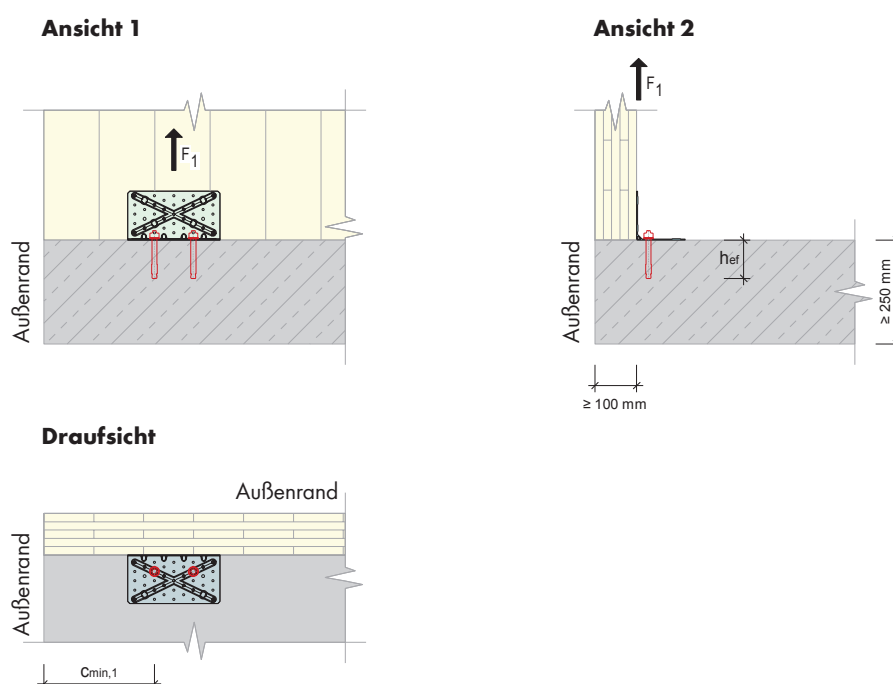 Ansicht 1
F1
Außenrand
Ansicht 2
F1
Außenrand
hef
≥ 250 mm
≥ 100 mm
Draufsicht
Außenrand
Außenrand
cmin,1